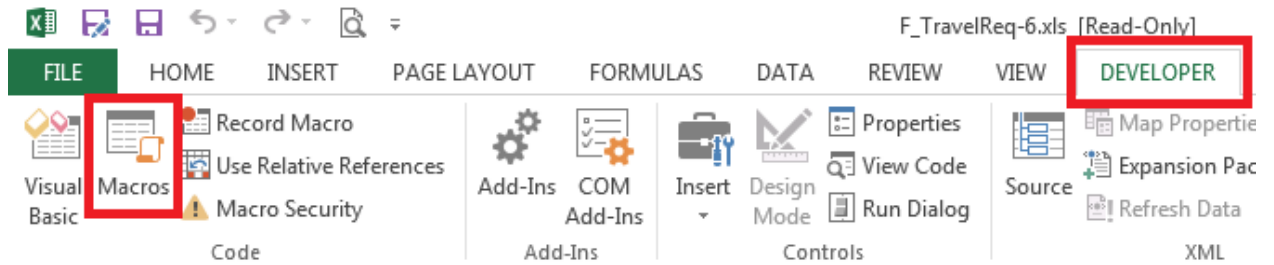 F_TravelReq-6.xls [Read-Only]
FILE HOME INSERT PAGE LAYOUT FORMULAS DATA REVIEW VIEW DEVELOPER
Visual Basic
Macros
Record Macro
Use Relative References
Macro Security
Code
Add-Ins
COM Add-Ins
Add-Ins
Insert
Design Mode
Properties
View Code
Run Dialog
Controls
Source
Map Propertie
Expansion Pac
Refresh Data
XML